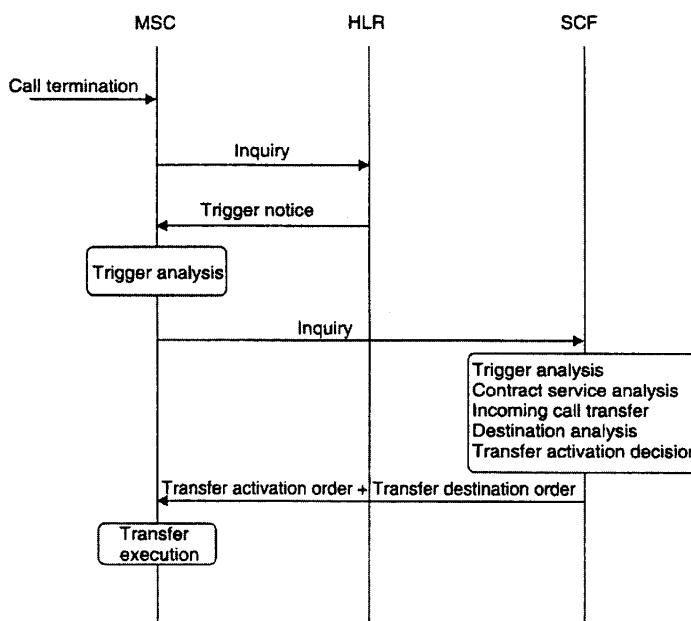 MSC HLR SCF
Call termination
Inquiry
Trigger notice
Trigger analysis
Inquiry
Trigger analysis
Contract service analysis
Incoming call transfer
Destination analysis
Transfer activation decision
Transfer activation order + Transfer destination order
Transfer
execution